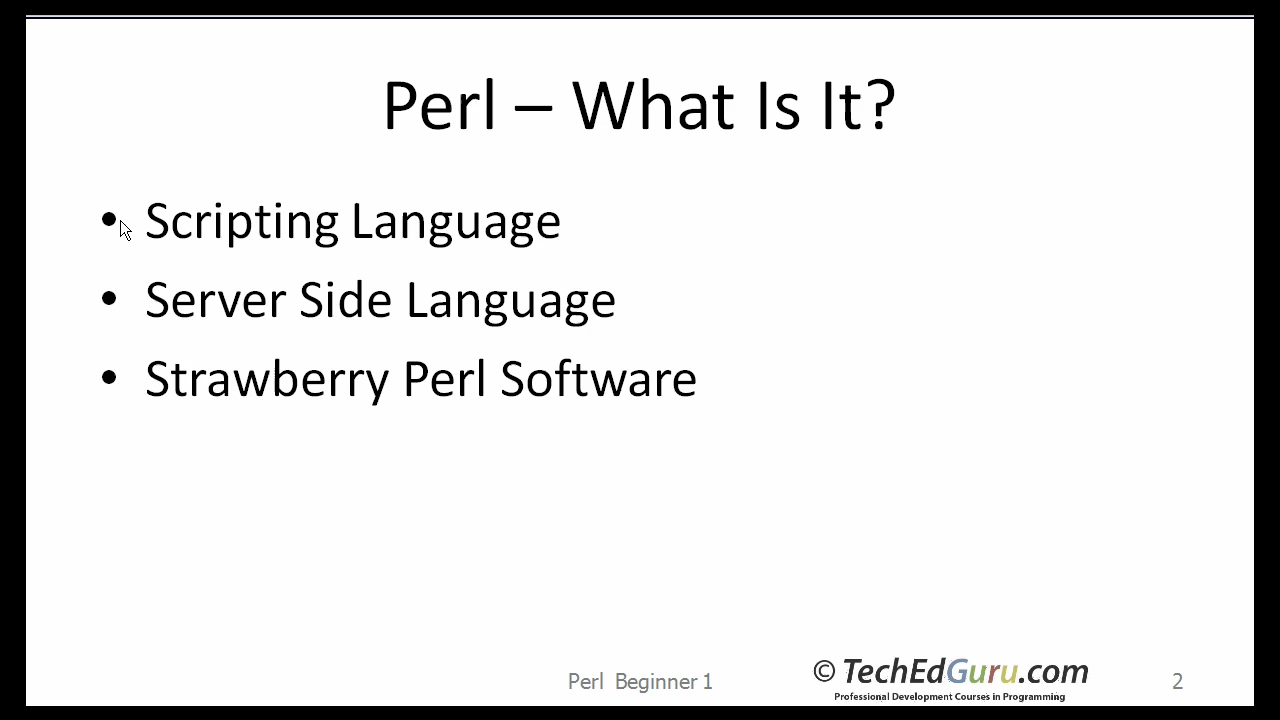 Perl – What Is It?
• Scripting Language
• Server Side Language
• Strawberry Perl Software
Perl Beginner 1
© TechEdGuru.com
Professional Development Courses in Programming
2